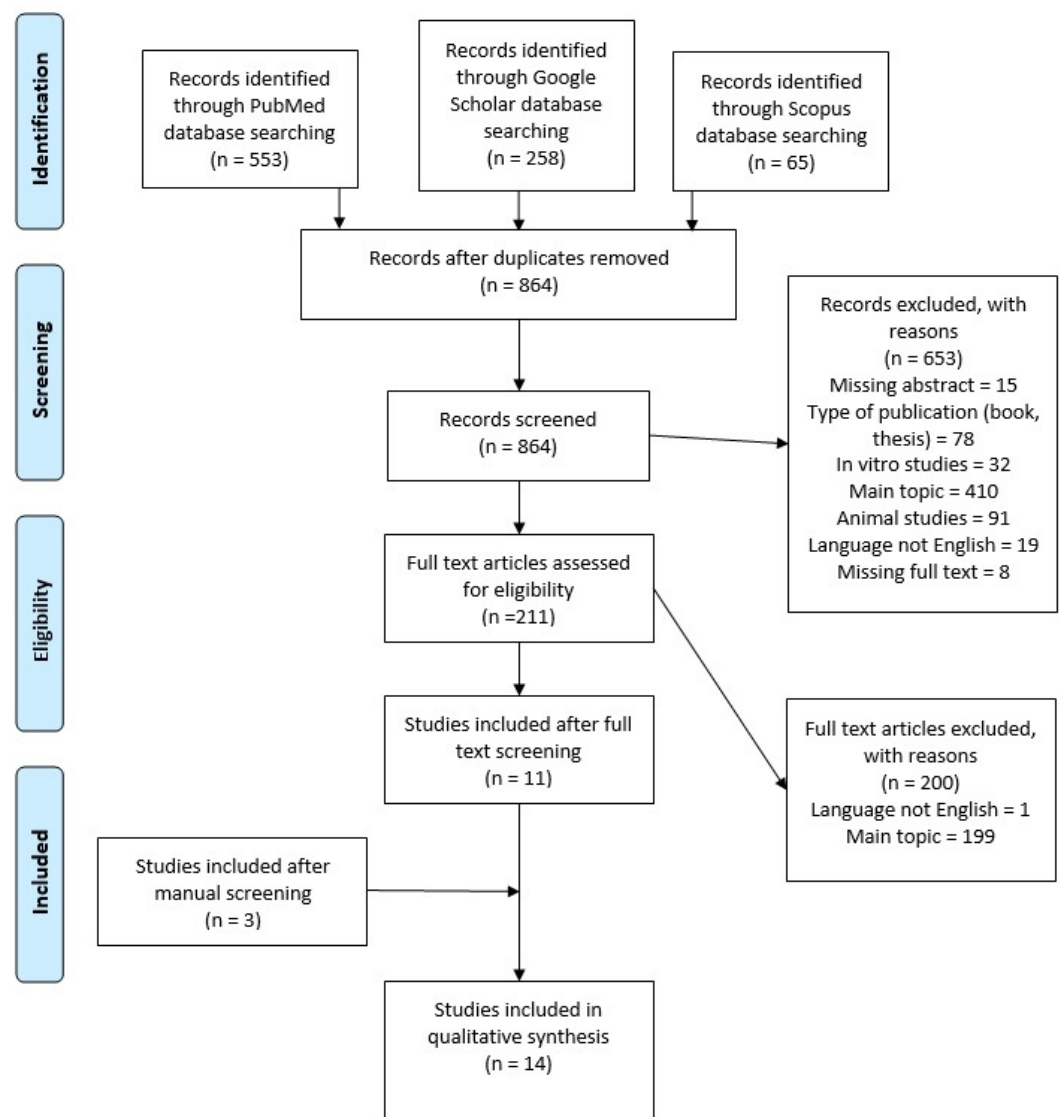 Identification
Records identified
through PubMed
database searching
(n = 553)
Records identified
through Google
Scholar database
searching
(n = 258)
Records identified
through Scopus
database searching
(n = 65)
Records after duplicates removed
(n = 864)
Screening
Records screened
(n = 864)
Records excluded, with
reasons
(n = 653)
Missing abstract = 15
Type of publication (book,
thesis) = 78
In vitro studies = 32
Main topic = 410
Animal studies = 91
Language not English = 19
Missing full text = 8
Eligibility
Full text articles assessed
for eligibility
(n =211)
Full text articles excluded,
with reasons
(n = 200)
Language not English = 1
Main topic = 199
Studies included after full
text screening
(n = 11)
Included
Studies included after
manual screening
(n = 3)
Studies included in
qualitative synthesis
(n = 14)